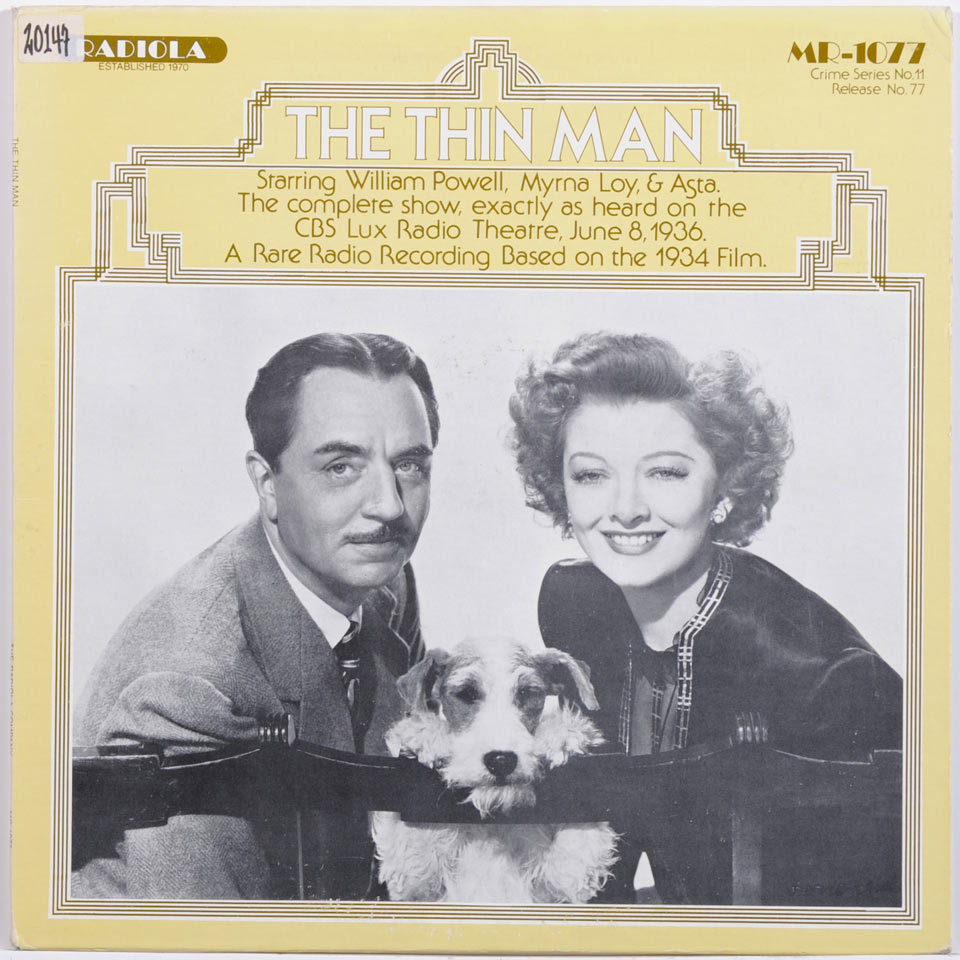 20147
RADIOLA
ESTABLISHED 1970
MR-1077
Crime Series No.11
Release No.77
THE THIN MAN
Starring William Powell, Myrna Loy, & Asta.
The complete show, exactly as heard on the
CBS Lux Radio Theatre, June 8, 1936.
A Rare Radio Recording Based on the 1934 Film.
THE THIN MAN